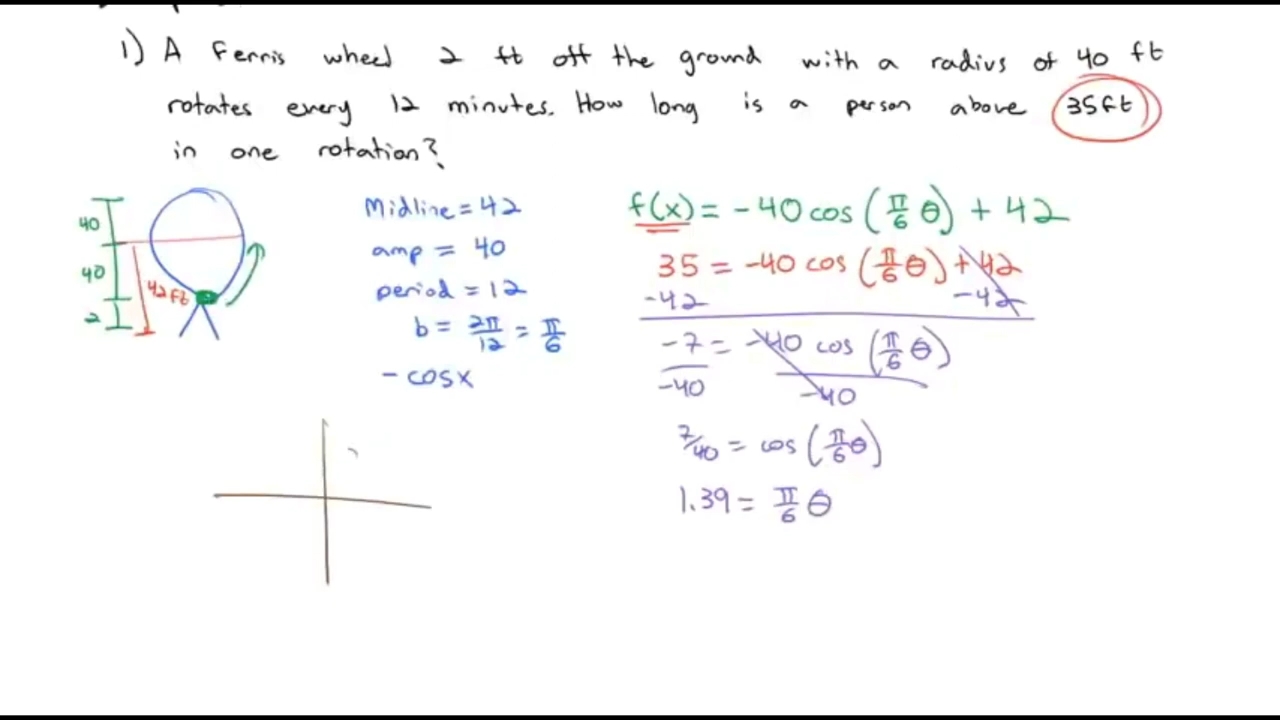 1) A Ferris wheel 2 ft off the ground with a radius of 40 ft
rotates every 12 minutes. How long is a person above 35ft
in one rotation?
40
40
2
42 ft
Midline = 42
amp = 40
period = 12
b = 2π/12 = π/6
- cosx
f(x) = -40 cos (π/6 θ) + 42
35 = -40 cos (π/6 θ) + 42
-42 -42
-7 = -40 cos (π/6 θ)
-40 -40
7/40 = cos (π/6 θ)
1.39 = π/6 θ